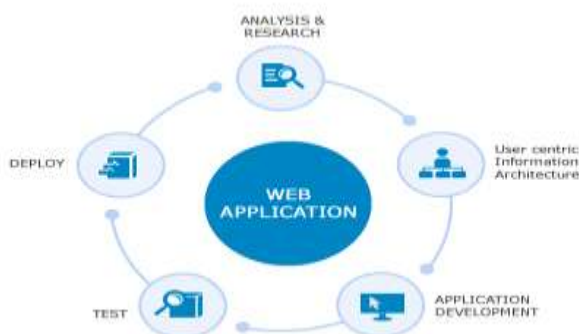 ANALYSIS &
RESEARCH
User centric
Information
Architecture
DEPLOY
WEB
APPLICATION
APPLICATION
DEVELOPMENT
TEST